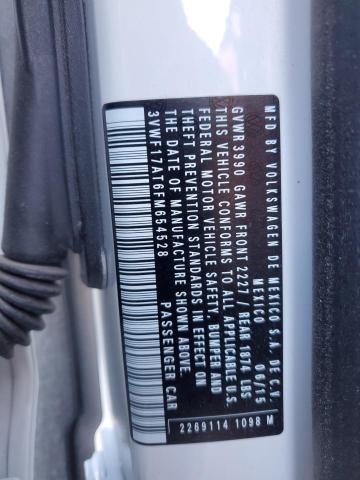 MFD BY VOLKSWAGEN DE MEXICO S.A. DE C.V.
MEXICO 06/15
GVWR 3990 GAWR FRONT 2227// REAR 1874 LBS
THIS VEHICLE CONFORMS TO ALL APPLICABLE U.S.
FEDERAL MOTOR VEHICLE SAFETY, BUMPER AND
THEFT PREVENTION STANDARDS IN EFFECT ON
THE DATE OF MANUFACTURE SHOWN ABOVE.
3VWF17AT6FM654528 PASSENGER CAR
2269114 1098 M